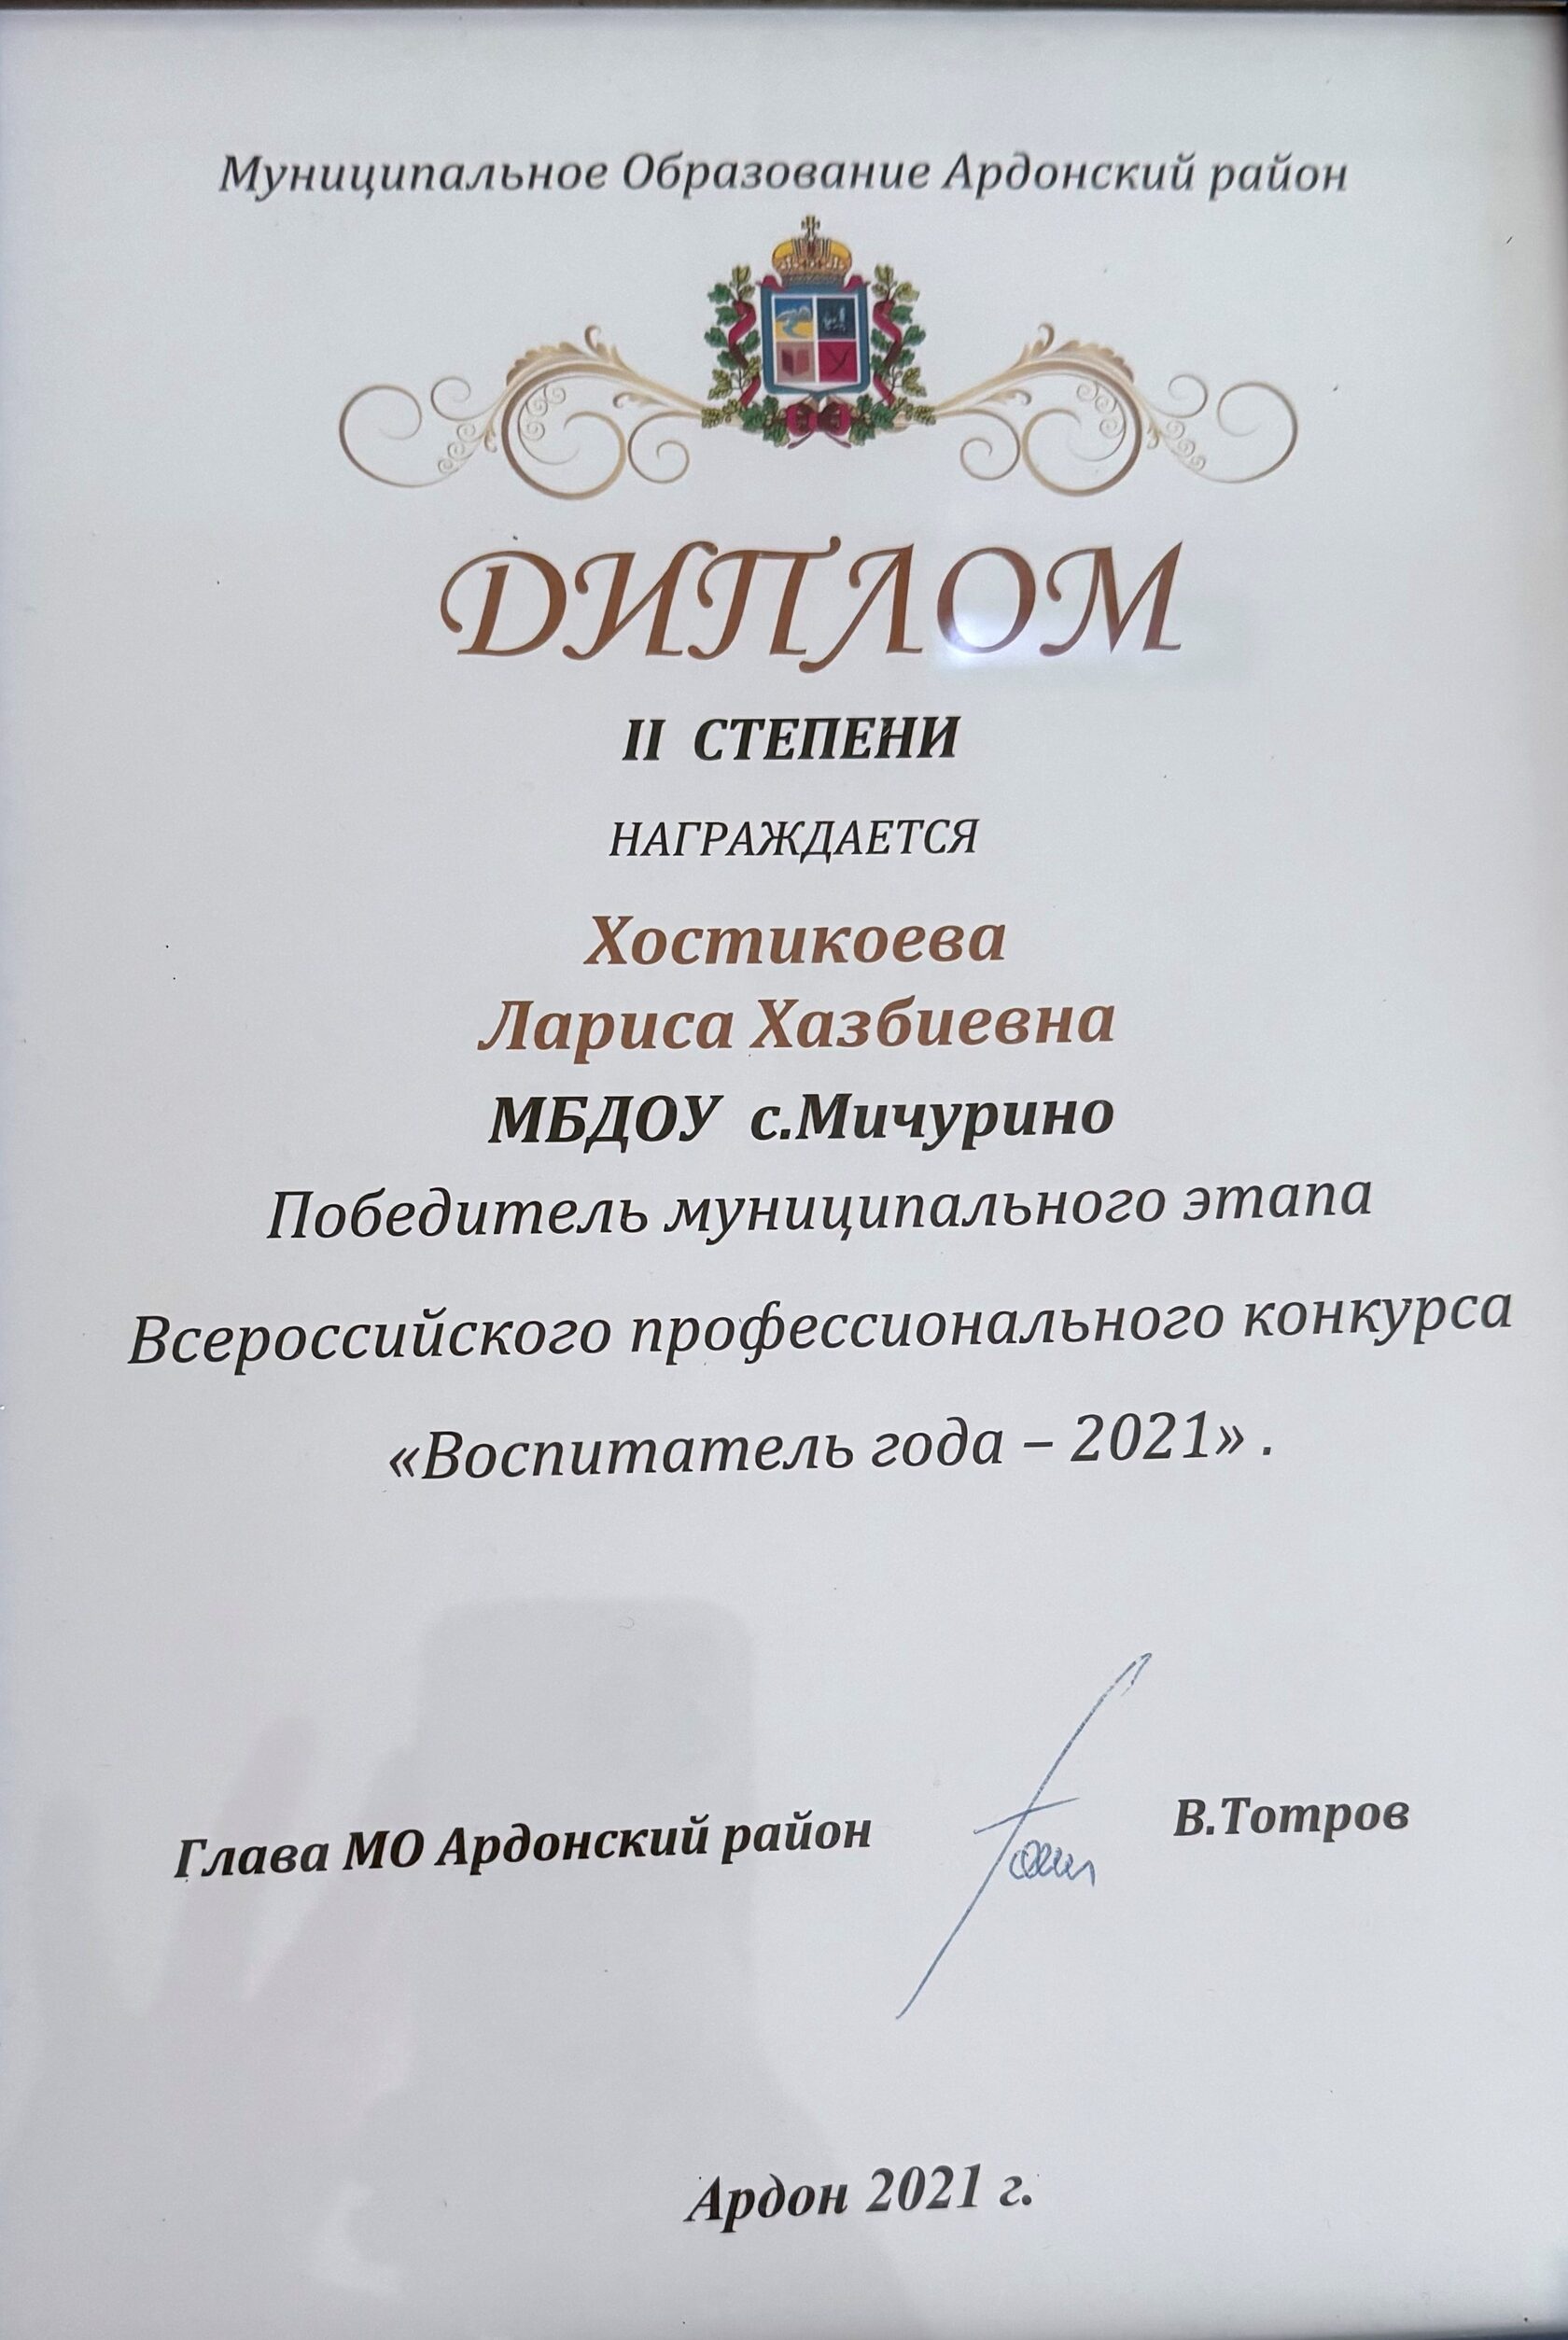 Муниципальное Образование Ардонский район
ДИПЛОМ
II СТЕПЕНИ
НАГРАЖДАЕТСЯ
Хостикоева
Лариса Хазбиевна
МБДОУ с.Мичурино
Победитель муниципального этапа
Всероссийского профессионального конкурса
«Воспитатель года – 2021» .
Глава МО Ардонский район В.Тотров
Ардон 2021 г.